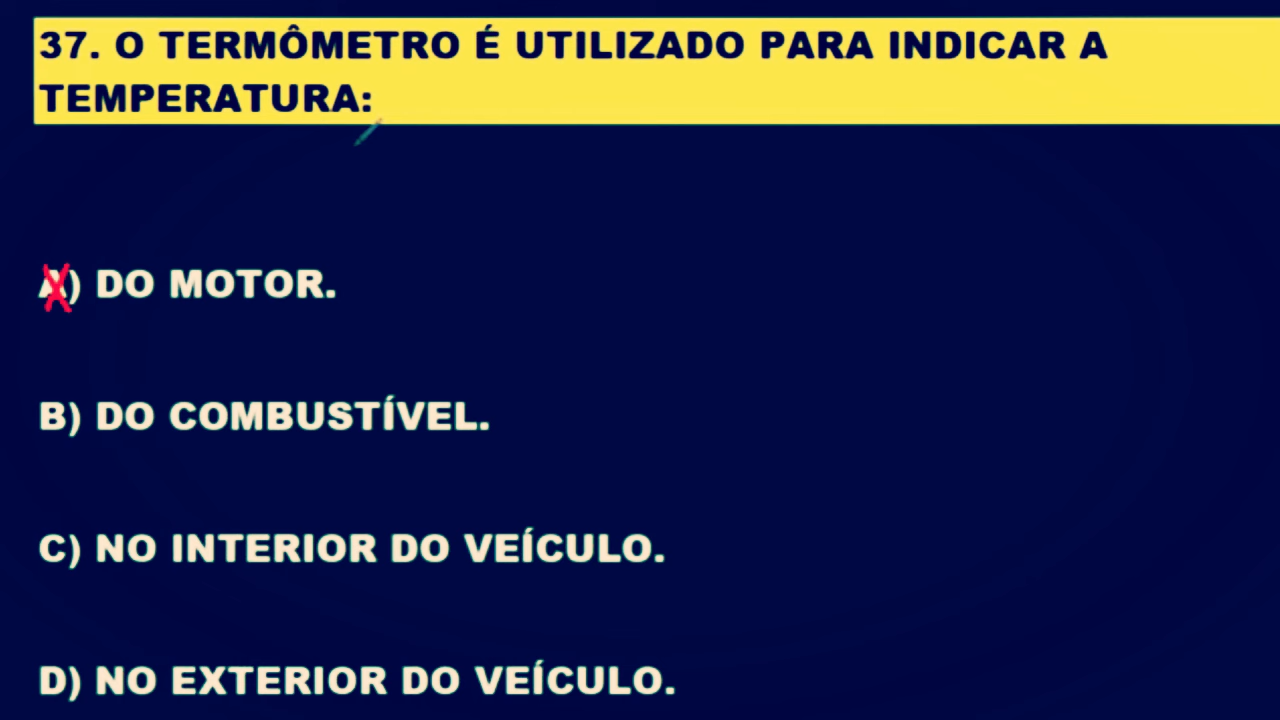 37. O TERMÔMETRO É UTILIZADO PARA INDICAR A
TEMPERATURA:
A) DO MOTOR.
B) DO COMBUSTÍVEL.
C) NO INTERIOR DO VEÍCULO.
D) NO EXTERIOR DO VEÍCULO.